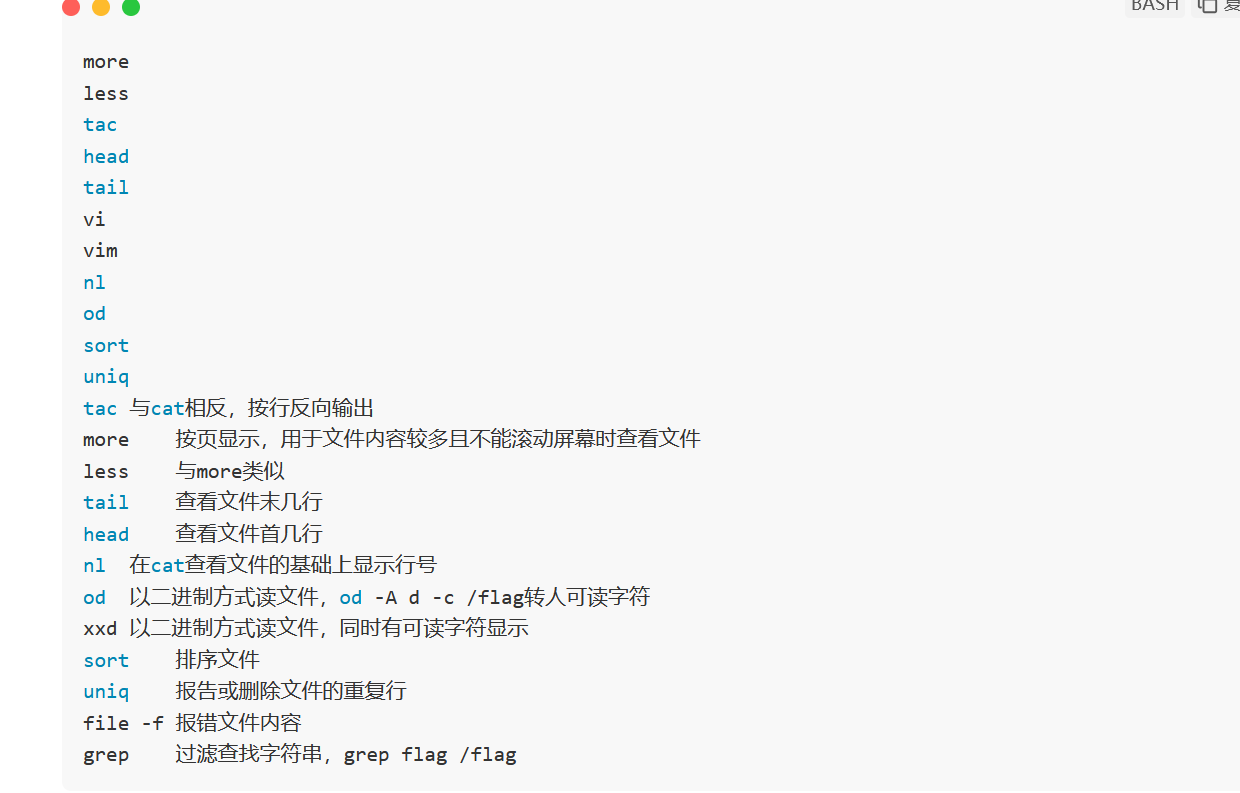 BASH 复
more
less
tac
head
tail
vi
vim
nl
od
sort
uniq
tac 与cat相反，按行反向输出
more    按页显示，用于文件内容较多且不能滚动屏幕时查看文件
less    与more类似
tail    查看文件末几行
head    查看文件首几行
nl  在cat查看文件的基础上显示行号
od  以二进制方式读文件，od -A d -c /flag转人可读字符
xxd 以二进制方式读文件，同时有可读字符显示
sort    排序文件
uniq    报告或删除文件的重复行
file -f 报错文件内容
grep    过滤查找字符串，grep flag /flag